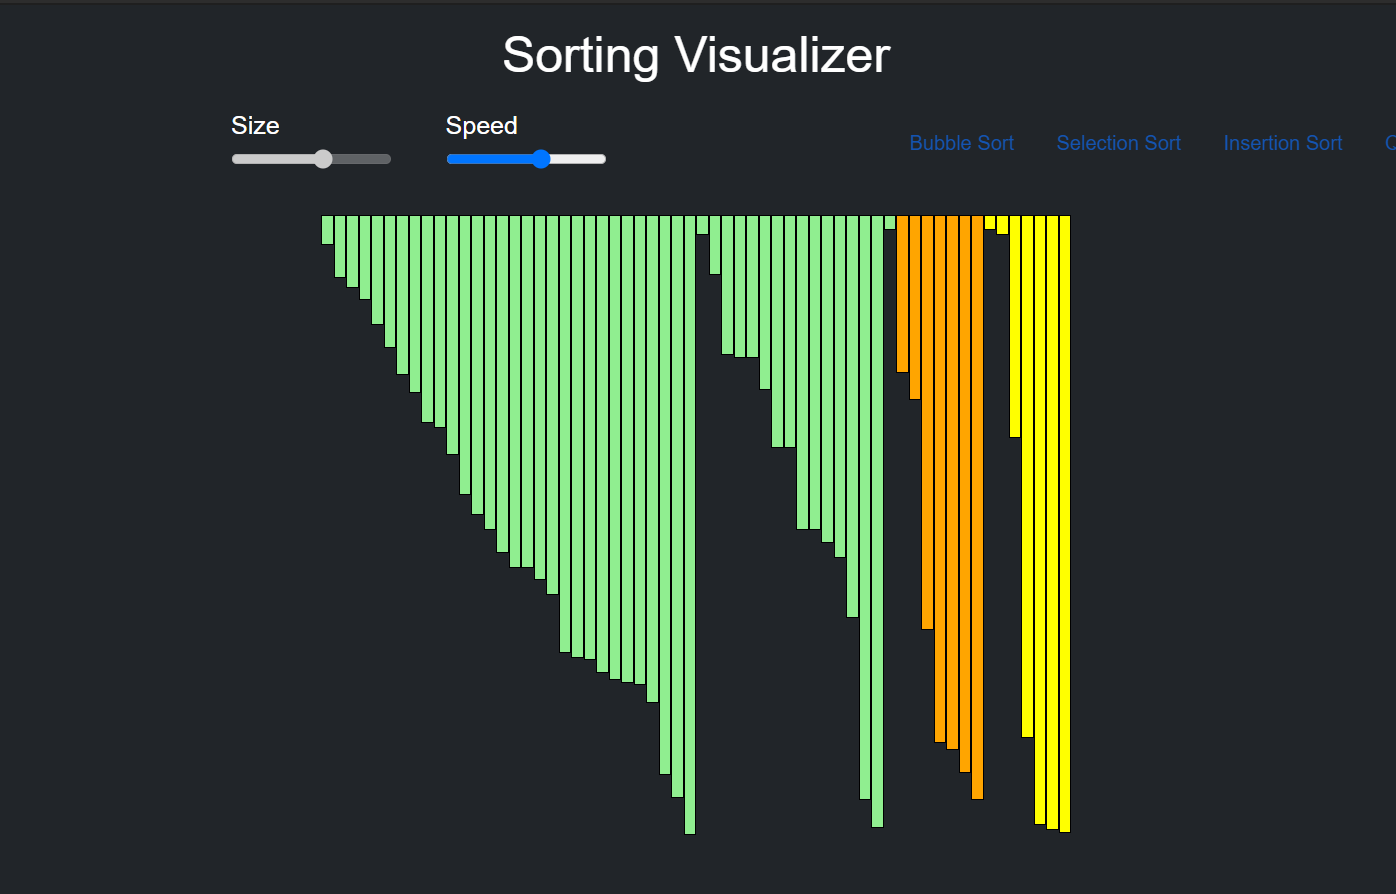 Sorting Visualizer
Size
Speed
Bubble Sort
Selection Sort
Insertion Sort